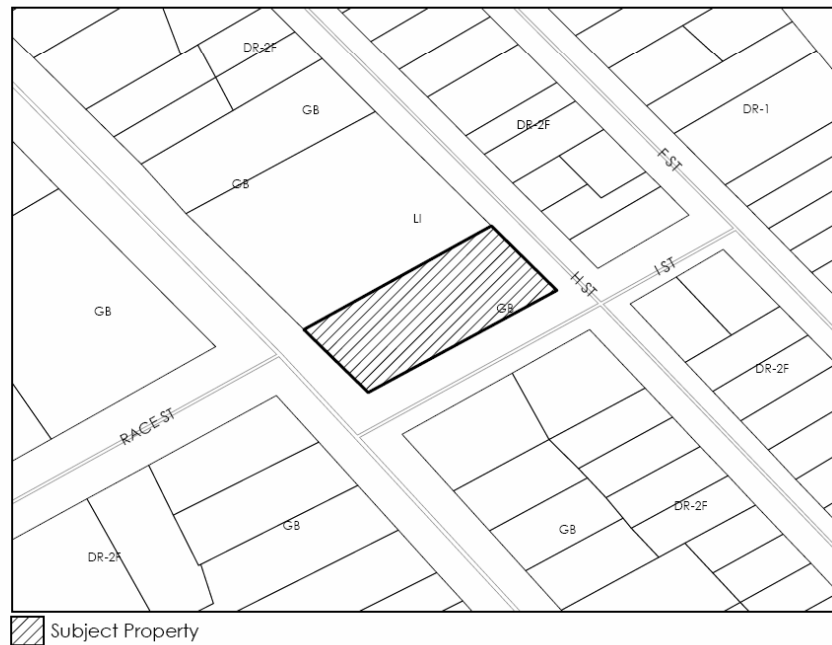 DR-2F
GB
DR-1
DR-2F
F ST
GB
LI
I ST
H ST
GB
GB
DR-2F
RACE ST
DR-2F
GB
GB
DR-2F
Subject Property